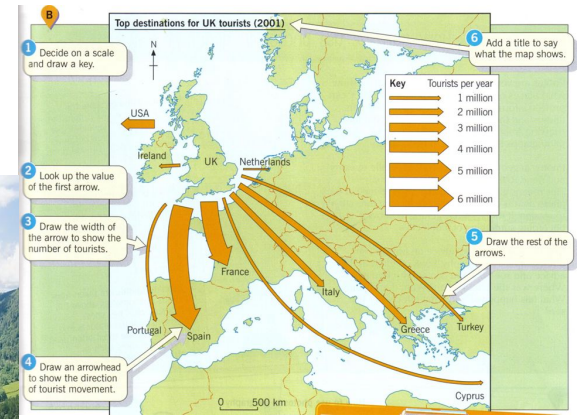 B
Top destinations for UK tourists (2001)
1 Decide on a scale
and draw a key.
6 Add a title to say
what the map shows.
N
Key Tourists per year
1 million
2 million
3 million
4 million
5 million
6 million
USA
Ireland
UK
Netherlands
2 Look up the value
of the first arrow.
3 Draw the width of
the arrow to show the
number of tourists.
5 Draw the rest of the
arrows.
France
Italy
Portugal
Spain
Greece
Turkey
4 Draw an arrowhead
to show the direction
of tourist movement.
Cyprus
0 500 km